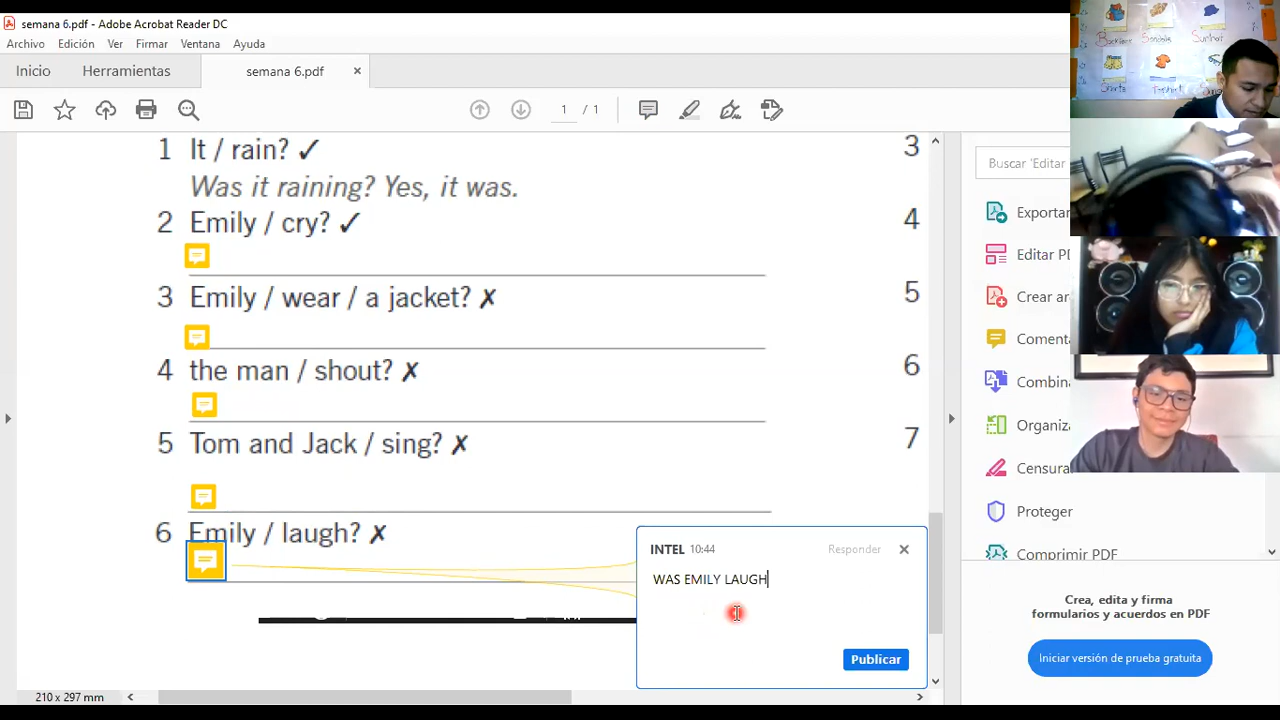 semana 6.pdf - Adobe Acrobat Reader DC
Archivo Edición Ver Firmar Ventana Ayuda
Inicio Herramientas semana 6.pdf ×
1 / 1
1 It / rain? ✓
Was it raining? Yes, it was.
2 Emily / cry? ✓
3 Emily / wear / a jacket? ✗
4 the man / shout? ✗
5 Tom and Jack / sing? ✗
6 Emily / laugh? ✗
3
4
5
6
7
INTEL 10:44 Responder
WAS EMILY LAUGH
Publicar
210 x 297 mm
Buscar 'Editar
Exportar
Editar PD
Crear ar
Comenta
Combina
Organiza
Censura
Proteger
Comprimir PDF
Crea, edita y firma
formularios y acuerdos en PDF
Iniciar versión de prueba gratuita
Shorts